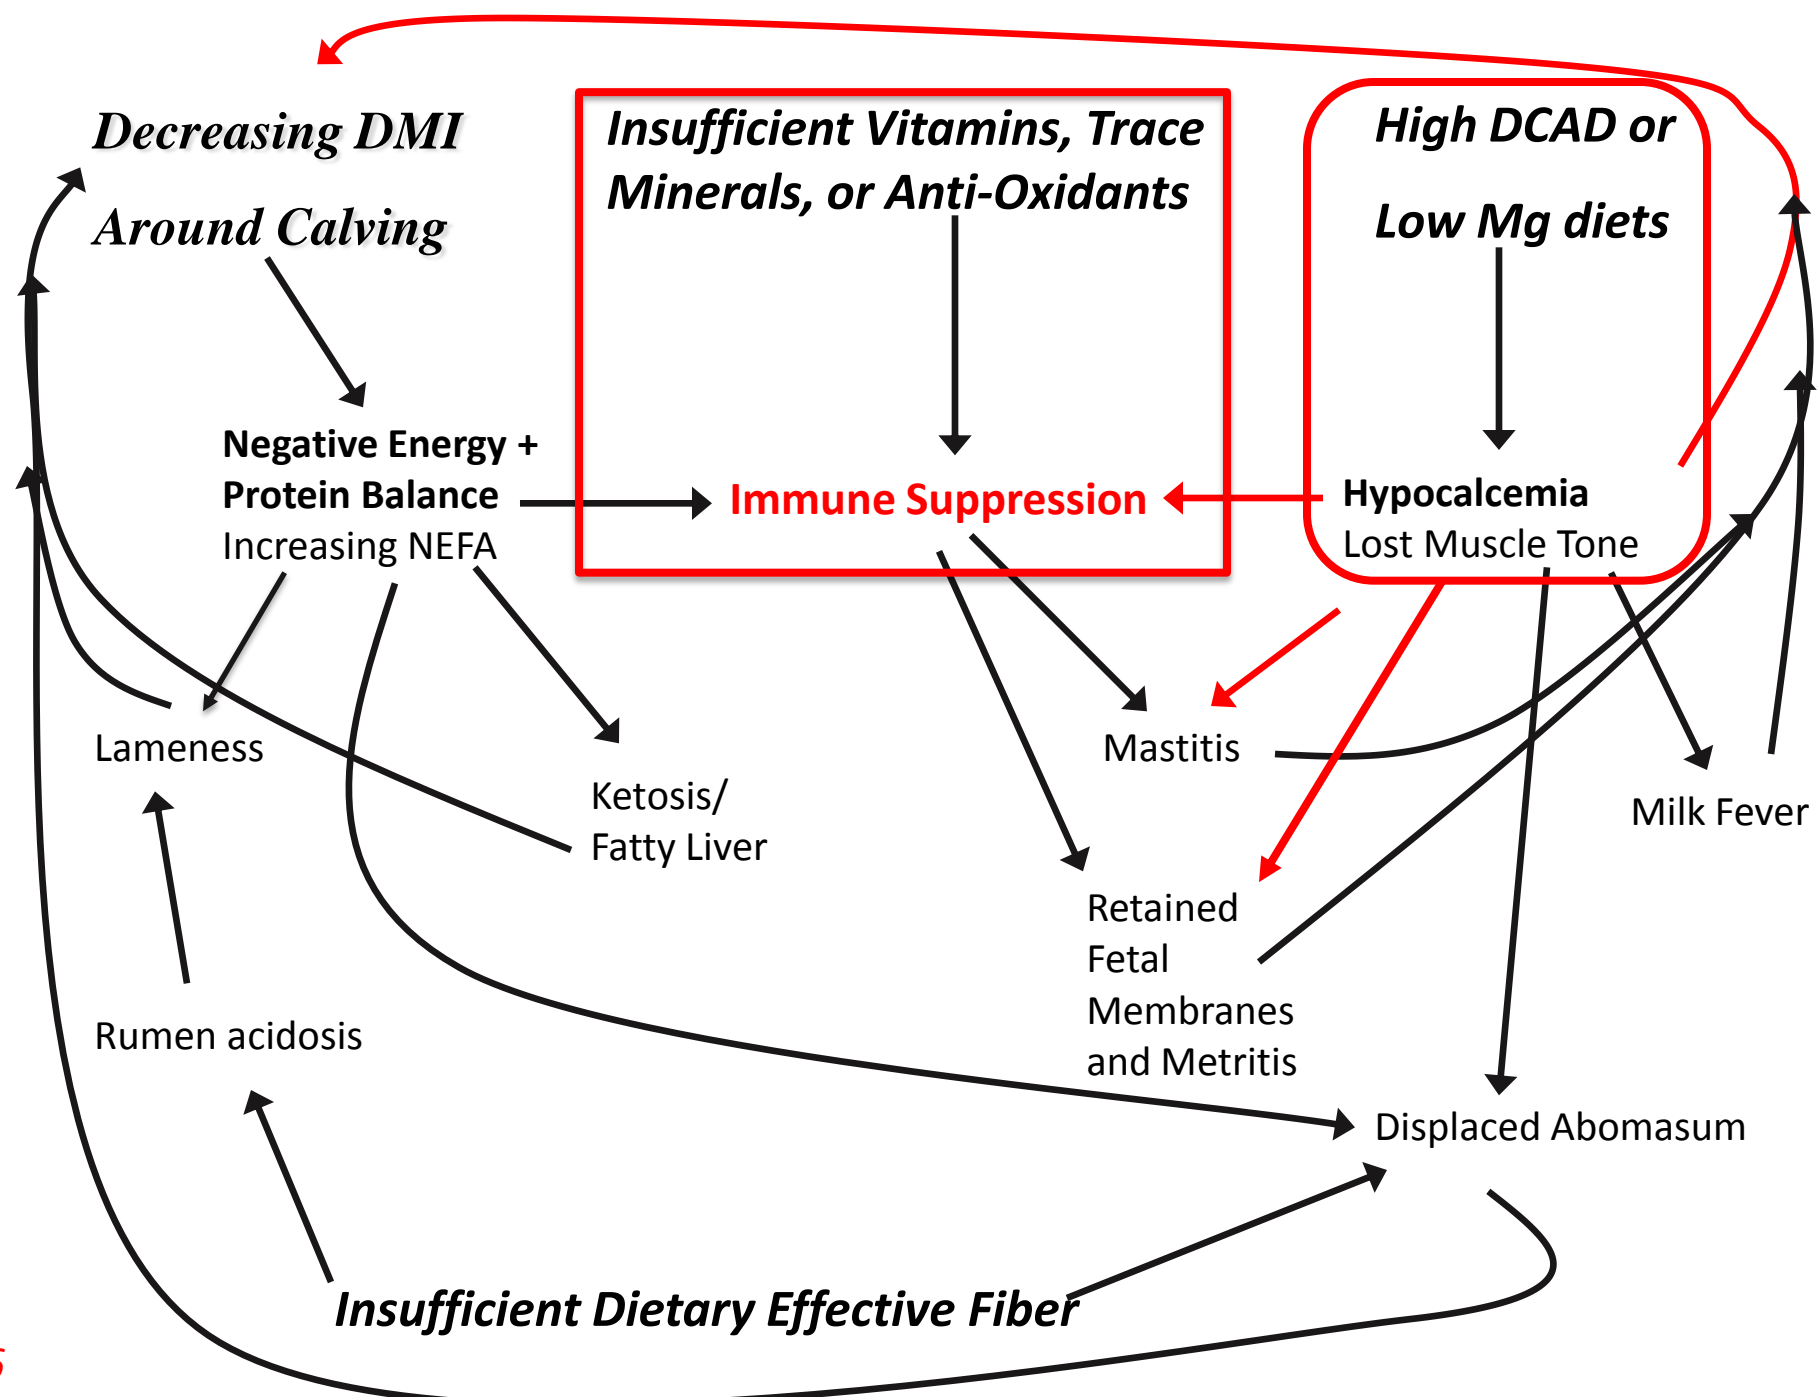 Decreasing DMI
Around Calving
Insufficient Vitamins, Trace
Minerals, or Anti-Oxidants
High DCAD or
Low Mg diets
Negative Energy +
Protein Balance
Increasing NEFA
Immune Suppression
Hypocalcemia
Lost Muscle Tone
Lameness
Ketosis/
Fatty Liver
Mastitis
Milk Fever
Retained
Fetal
Membranes
and Metritis
Rumen acidosis
Displaced Abomasum
Insufficient Dietary Effective Fiber